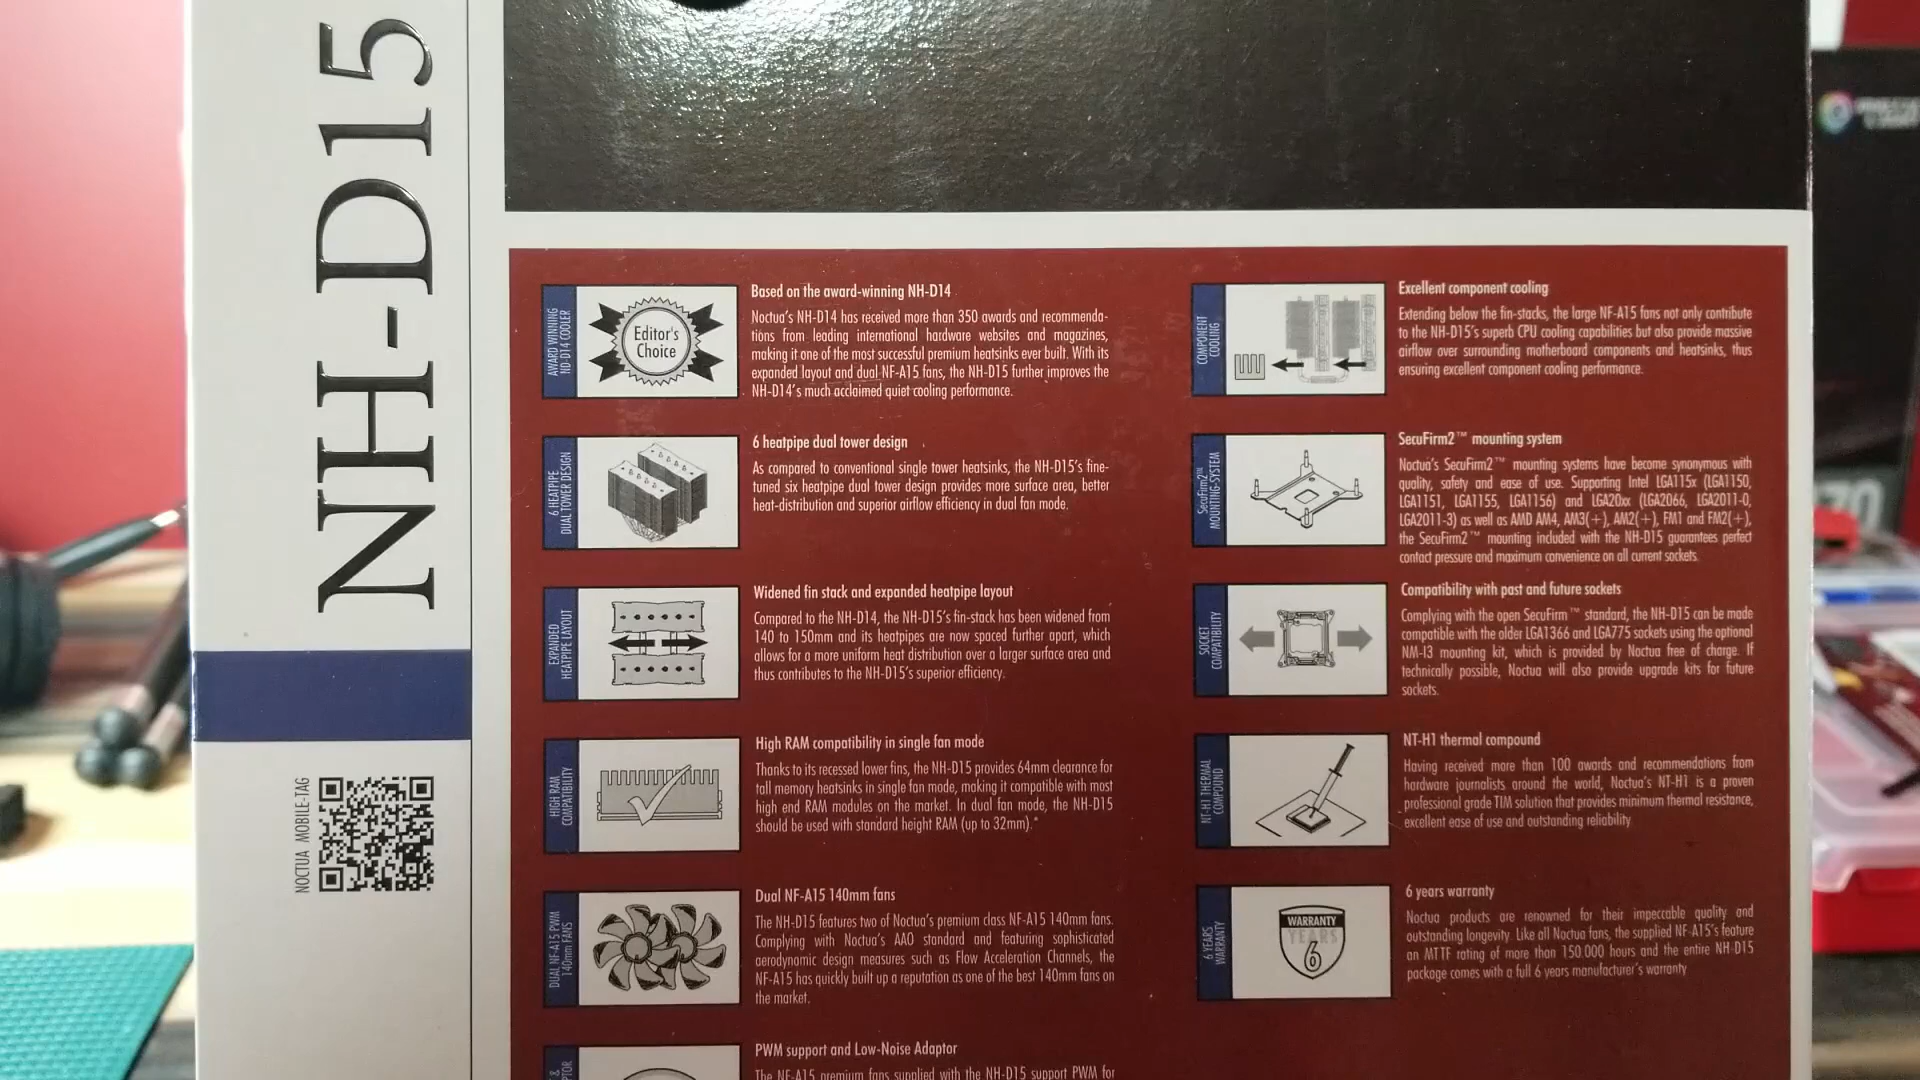 NH-D15
NOCTUA MOBILE-TAG
AWARD WINNING
NO-D14 COOLER
Editor's
Choice
Based on the award-winning NH-D14
Noctua's NH-D14 has received more than 350 awards and recommenda-
tions from leading international hardware websites and magazines,
making it one of the most successful premium heatsinks ever built. With its
expanded layout and dual NF-A15 fans, the NH-D15 further improves the
NH-D14's much acclaimed quiet cooling performance.
6 HEATPIPE
DUAL TOWER DESIGN
6 heatpipe dual tower design
As compared to conventional single tower heatsinks, the NH-D15's fine-
tuned six heatpipe dual tower design provides more surface area, better
heat-distribution and superior airflow efficiency in dual fan mode.
EXPANDED
HEATPIPE LAYOUT
Widened fin stack and expanded heatpipe layout
Compared to the NH-D14, the NH-D15's fin-stack has been widened from
140 to 150mm and its heatpipes are now spaced further apart, which
allows for a more uniform heat distribution over a larger surface area and
thus contributes to the NH-D15's superior efficiency.
HIGH RAM
COMPATIBILITY
High RAM compatibility in single fan mode
Thanks to its recessed lower fins, the NH-D15 provides 64mm clearance for
tall memory heatsinks in single fan mode, making it compatible with most
high end RAM modules on the market. In dual fan mode, the NH-D15
should be used with standard height RAM (up to 32mm).*
DUAL NF-A15 PWM
140mm FANS
Dual NF-A15 140mm fans
The NH-D15 features two of Noctua's premium class NF-A15 140mm fans.
Complying with Noctua's AAO standard and featuring sophisticated
aerodynamic design measures such as Flow Acceleration Channels, the
NF-A15 has quickly built up a reputation as one of the best 140mm fans on
the market.
PWM support and Low-Noise Adaptor
The NF-A15 premium fans supplied with the NH-D15 support PWM for
COMPONENT
COOLING
Excellent component cooling
Extending below the fin-stacks, the large NF-A15 fans not only contribute
to the NH-D15's superb CPU cooling capabilities but also provide massive
airflow over surrounding motherboard components and heatsinks, thus
ensuring excellent component cooling performance.
SecuFirm2™
MOUNTING-SYSTEM
SecuFirm2™ mounting system
Noctua's SecuFirm2™ mounting systems have become synonymous with
quality, safety and ease of use. Supporting Intel LGA115x (LGA1150,
LGA1151, LGA1155, LGA1156) and LGA20xx (LGA2066, LGA2011-0,
LGA2011-3) as well as AMD AM4, AM3(+), AM2(+), FM1 and FM2(+),
the SecuFirm2™ mounting included with the NH-D15 guarantees perfect
contact pressure and maximum convenience on all current sockets.
SOCKET
COMPATIBILITY
Compatibility with past and future sockets
Complying with the open SecuFirm™ standard, the NH-D15 can be made
compatible with the older LGA1366 and LGA775 sockets using the optional
NM-I3 mounting kit, which is provided by Noctua free of charge. If
technically possible, Noctua will also provide upgrade kits for future
sockets.
NT-H1 THERMAL
COMPOUND
NT-H1 thermal compound
Having received more than 100 awards and recommendations from
hardware journalists around the world, Noctua's NT-H1 is a proven
professional grade TIM solution that provides minimum thermal resistance,
excellent ease of use and outstanding reliability
6 YEARS
WARRANTY
WARRANTY
YEARS
6
6 years warranty
Noctua products are renowned for their impeccable quality and
outstanding longevity. Like all Noctua fans, the supplied NF-A15's feature
an MTTF rating of more than 150.000 hours and the entire NH-D15
package comes with a full 6 years manufacturer's warranty